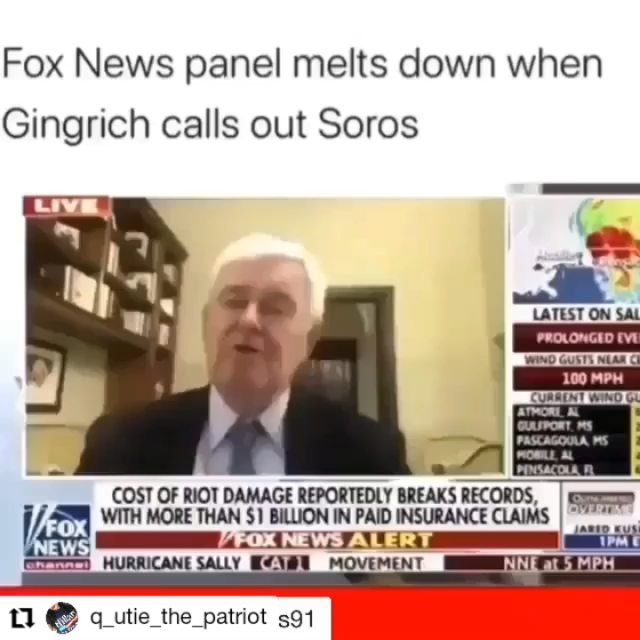 Fox News panel melts down when
Gingrich calls out Soros
LIVE
LATEST ON SAL
PROLONGED EVE
WIND GUSTS NEAR CE
100 MPH
CURRENT WIND GU
ATMORE, AL
GULFPORT, MS
PASCAGOULA, MS
MOBILE, AL
PENSACOLA, FL
COST OF RIOT DAMAGE REPORTEDLY BREAKS RECORDS,
WITH MORE THAN $1 BILLION IN PAID INSURANCE CLAIMS
OVERTIME
JARED KUS
1PM E
FOX NEWS ALERT
FOX
NEWS
channel
HURRICANE SALLY CAT 1 MOVEMENT NNE at 5 MPH
q_utie_the_patriot s91